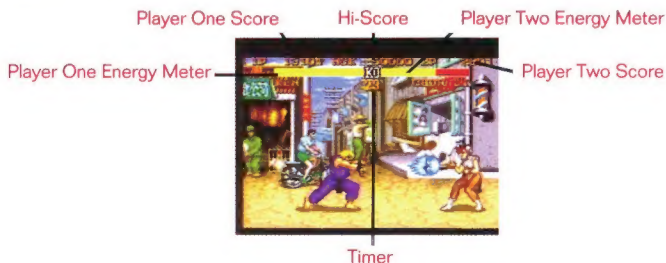 Player One Score Hi-Score Player Two Energy Meter
Player One Energy Meter Player Two Score
KO
Timer